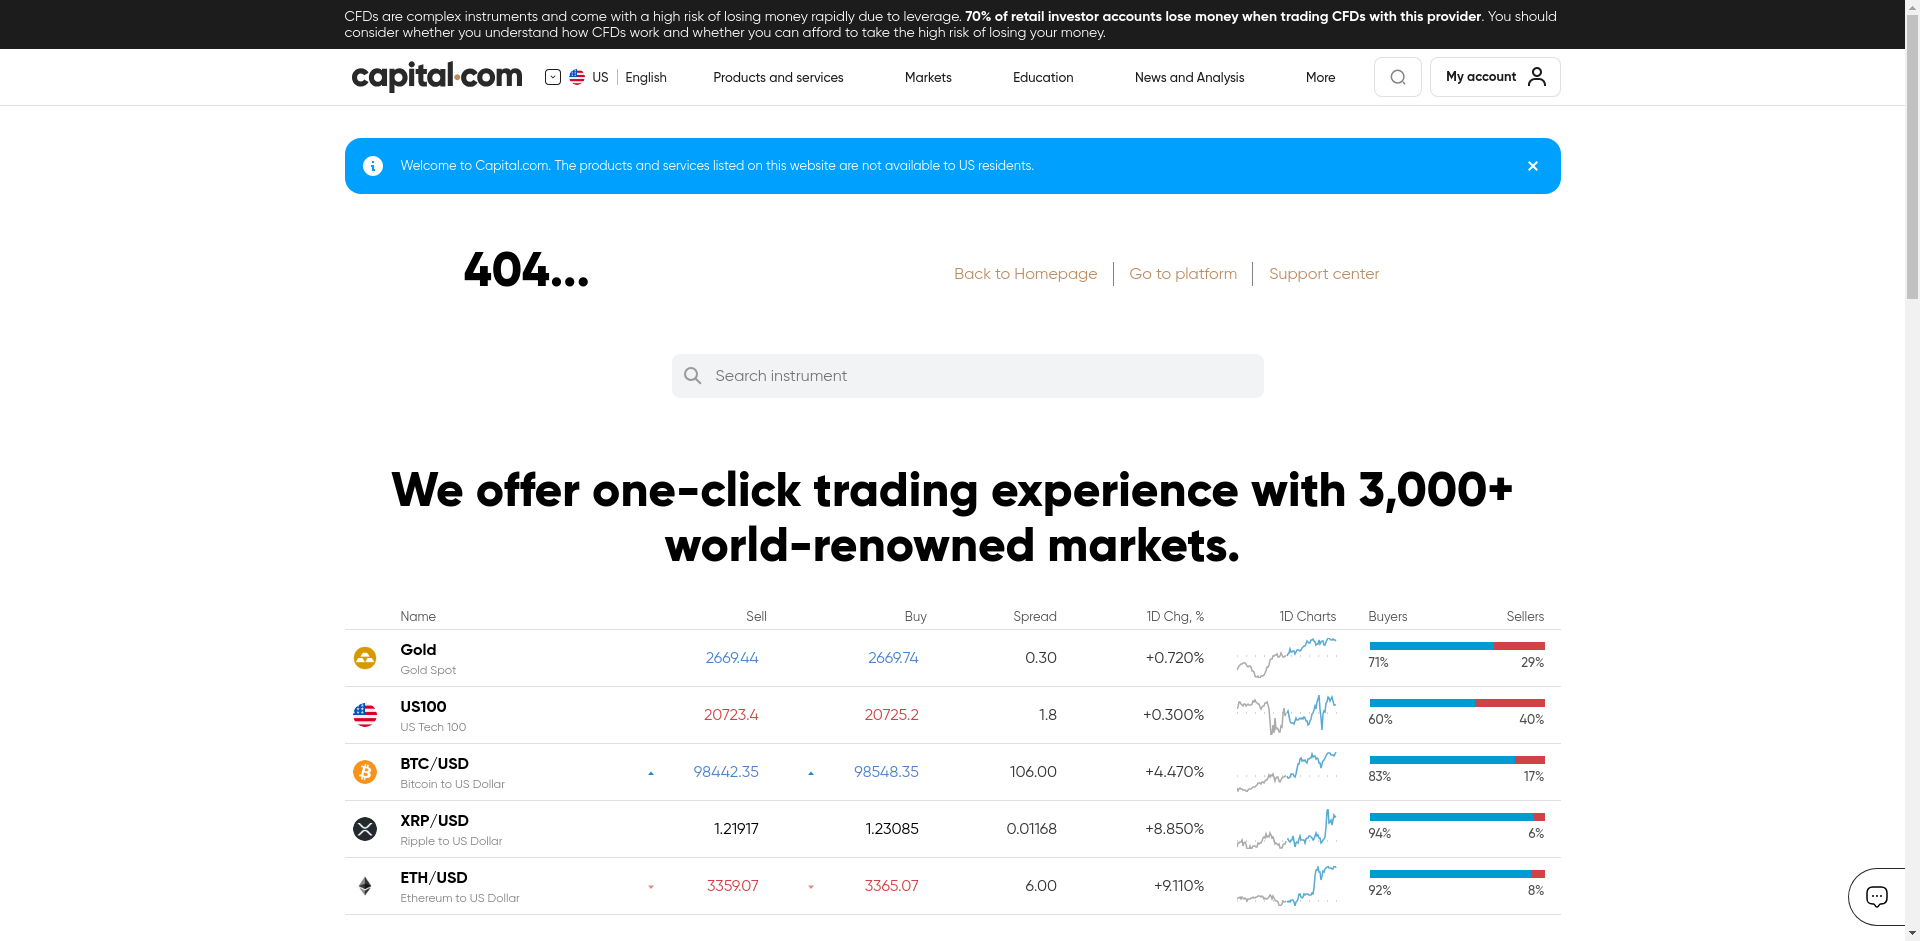 CFDs are complex instruments and come with a high risk of losing money rapidly due to leverage. 70% of retail investor accounts lose money when trading CFDs with this provider. You should
consider whether you understand how CFDs work and whether you can afford to take the high risk of losing your money.
capital.com US English Products and services Markets Education News and Analysis More My account
Welcome to Capital.com. The products and services listed on this website are not available to US residents.
404... Back to Homepage Go to platform Support center
Search instrument
We offer one-click trading experience with 3,000+
world-renowned markets.
Name Sell Buy Spread 1D Chg, % 1D Charts Buyers Sellers
Gold
Gold Spot
2669.44 2669.74 0.30 +0.720%
71% 29%
US100
US Tech 100
20723.4 20725.2 1.8 +0.300%
60% 40%
BTC/USD
Bitcoin to US Dollar
98442.35 98548.35 106.00 +4.470%
83% 17%
XRP/USD
Ripple to US Dollar
1.21917 1.23085 0.01168 +8.850%
94% 6%
ETH/USD
Ethereum to US Dollar
3359.07 3365.07 6.00 +9.110%
92% 8%